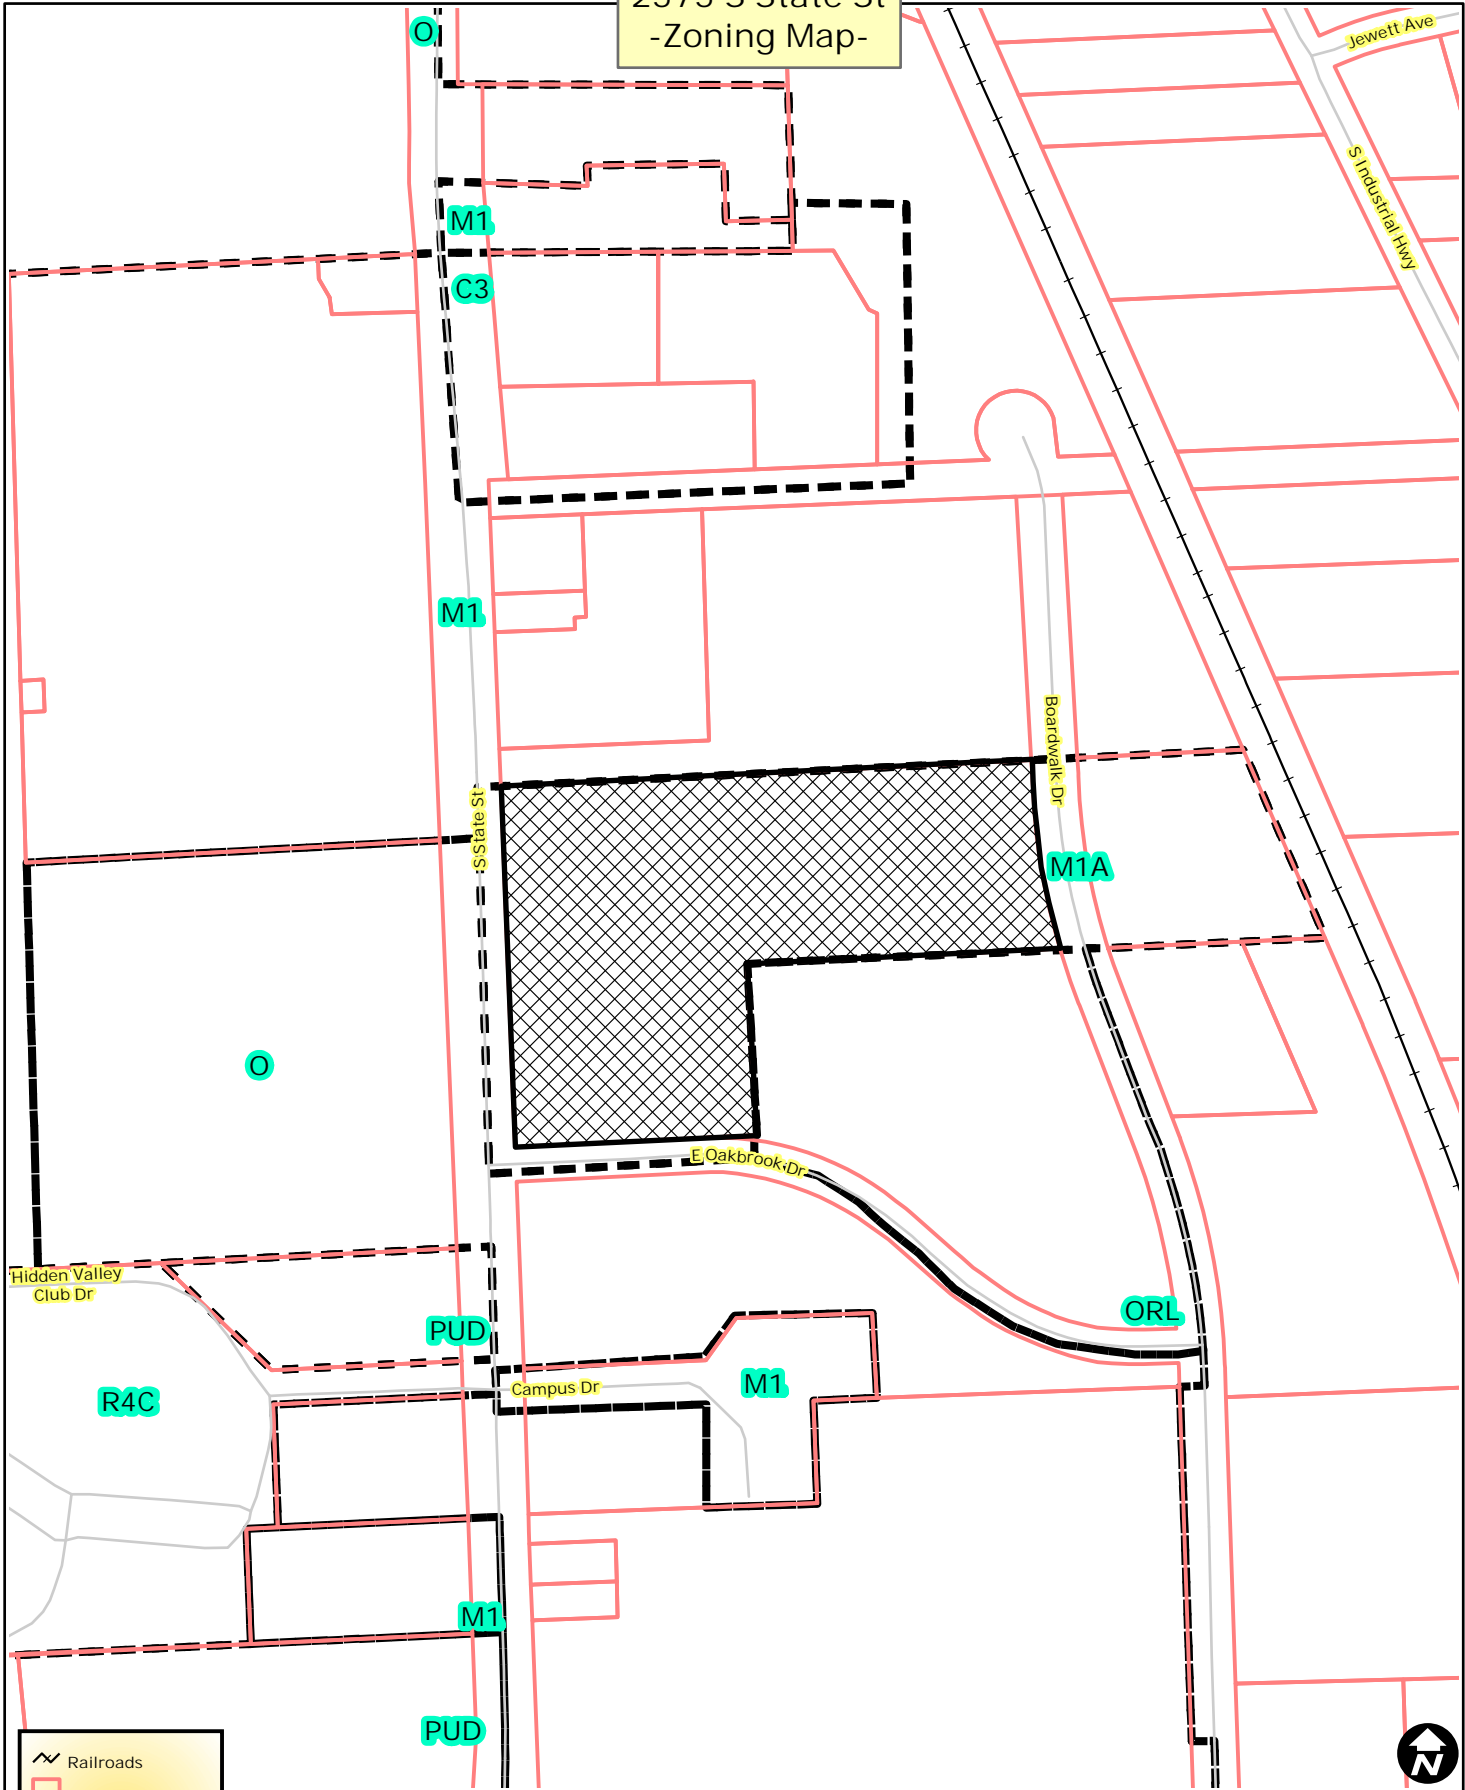 -Zoning Map-
O
Jewett Ave
S Industrial Hwy
M1
C3
M1
Boardwalk Dr
S State St
M1A
O
E Oakbrook Dr
Hidden Valley
Club Dr
ORL
PUD
M1
Campus Dr
R4C
M1
PUD
Railroads
N